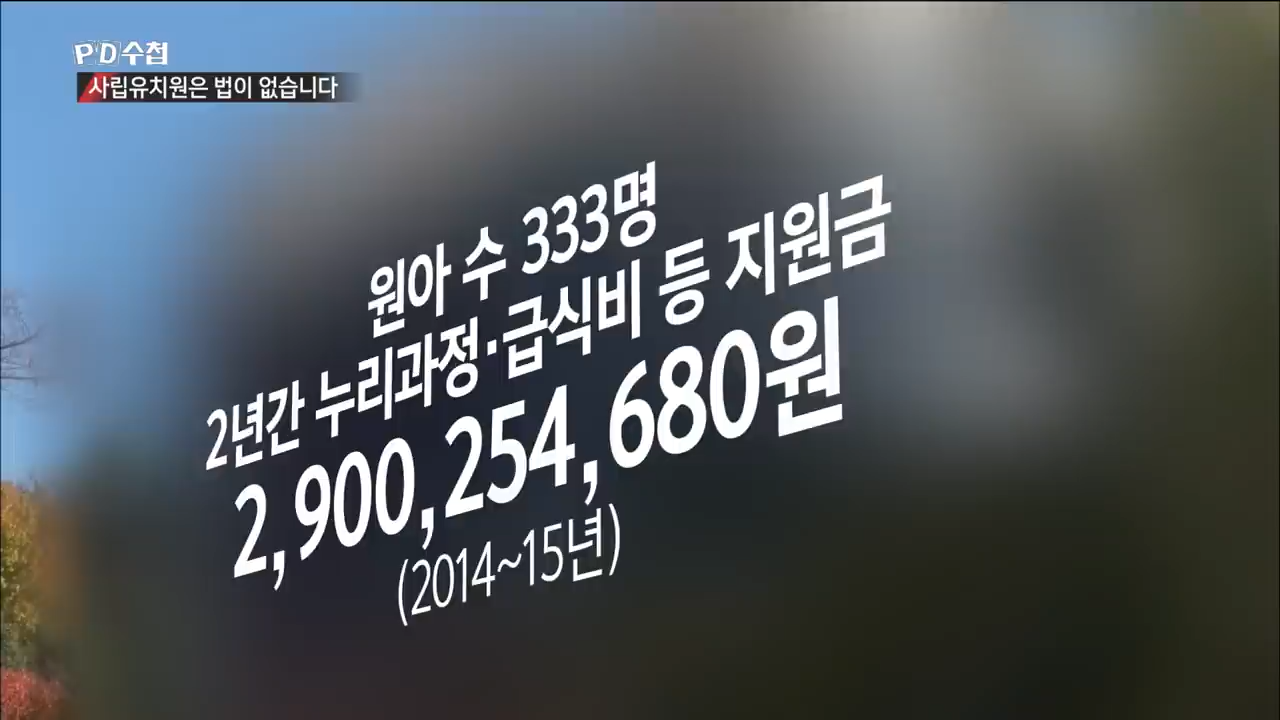 PD수첩
사립유치원은 법이 없습니다
원아 수 333명
2년간 누리과정·급식비 등 지원금
2,900,254,680원
(2014~15년)